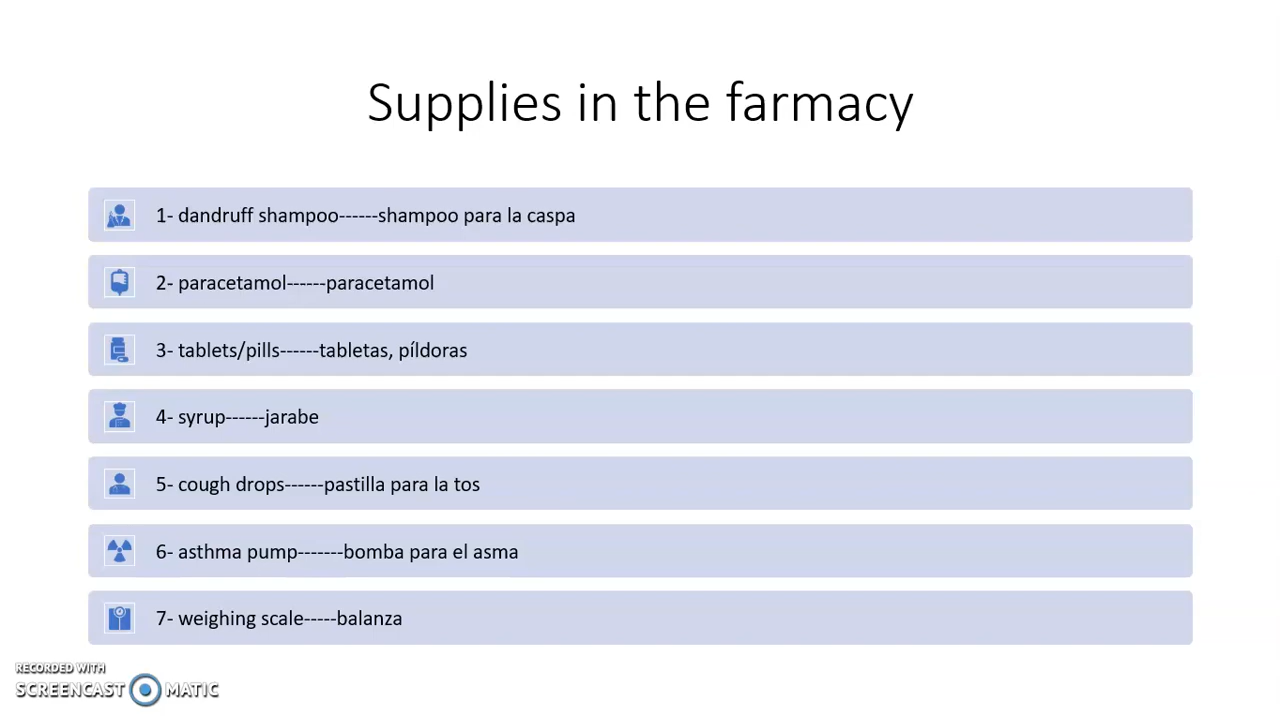 Supplies in the farmacy
1- dandruff shampoo------shampoo para la caspa
2- paracetamol------paracetamol
3- tablets/pills------tabletas, píldoras
4- syrup------jarabe
5- cough drops------pastilla para la tos
6- asthma pump-------bomba para el asma
7- weighing scale-----balanza
RECORDED WITH
SCREENCAST MATIC